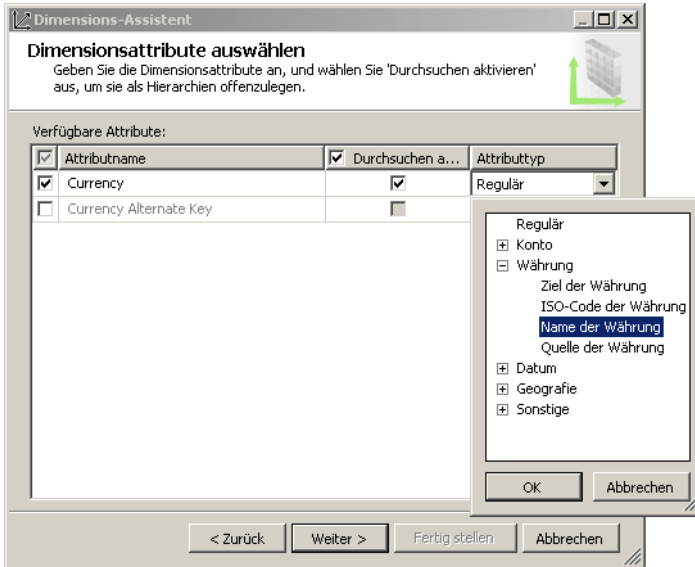 Dimensions-Assistent
Dimensionsattribute auswählen
Geben Sie die Dimensionsattribute an, und wählen Sie 'Durchsuchen aktivieren'
aus, um sie als Hierarchien offenzulegen.
Verfügbare Attribute:
Attributname Durchsuchen a... Attributtyp
Currency Regulär
Currency Alternate Key
Regulär
Konto
Währung
Ziel der Währung
ISO-Code der Währung
Name der Währung
Quelle der Währung
Datum
Geografie
Sonstige
OK Abbrechen
< Zurück Weiter > Fertig stellen Abbrechen